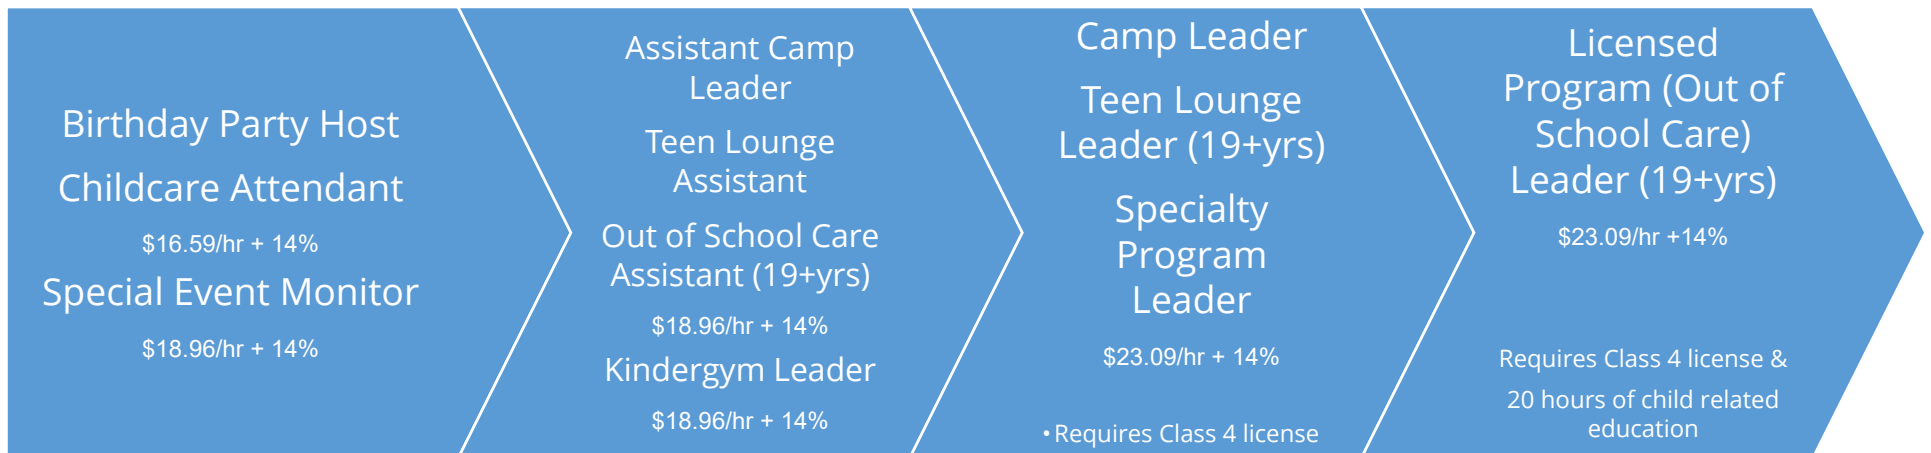 Birthday Party Host
Childcare Attendant
$16.59/hr + 14%
Special Event Monitor
$18.96/hr + 14%
Assistant Camp
Leader
Teen Lounge
Assistant
Out of School Care
Assistant (19+yrs)
$18.96/hr + 14%
Kindergym Leader
$18.96/hr + 14%
Camp Leader
Teen Lounge
Leader (19+yrs)
Specialty
Program
Leader
$23.09/hr + 14%
•Requires Class 4 license
Licensed
Program (Out of
School Care)
Leader (19+yrs)
$23.09/hr +14%
Requires Class 4 license &
20 hours of child related
education